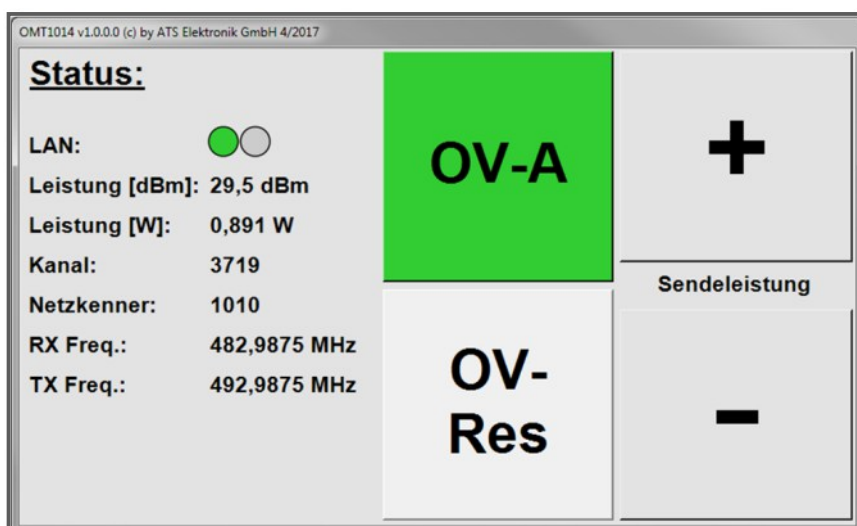 OMT1014 v1.0.0.0 (c) by ATS Elektronik GmbH 4/2017
Status:
LAN:
Leistung [dBm]: 29,5 dBm
Leistung [W]: 0,891 W
Kanal: 3719
Netzkenner: 1010
RX Freq.: 482,9875 MHz
TX Freq.: 492,9875 MHz
OV-A
OV-
Res
+
Sendeleistung
-